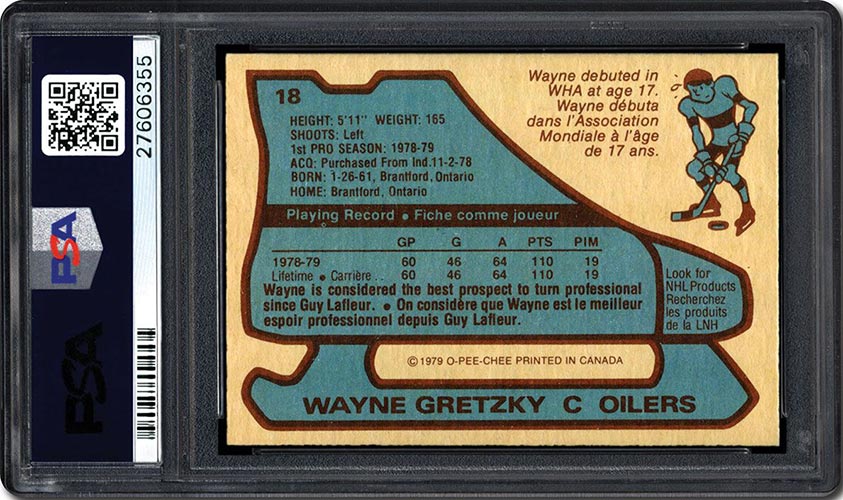 27606355
PSA
PSA
18
HEIGHT: 5'11" WEIGHT: 165
SHOOTS: Left
1st PRO SEASON: 1978-79
ACQ: Purchased From Ind.11-2-78
BORN: 1-26-61, Brantford, Ontario
HOME: Brantford, Ontario
Wayne debuted in
WHA at age 17.
Wayne débuta
dans l'Association
Mondiale à l'âge
de 17 ans.
Playing Record • Fiche comme joueur
GP G A PTS PIM
1978-79 60 46 64 110 19
Lifetime • Carrière .. 60 46 64 110 19
Wayne is considered the best prospect to turn professional
since Guy Lafleur. • On considère que Wayne est le meilleur
espoir professionnel depuis Guy Lafleur.
Look for
NHL Products
Recherchez
les produits
de la LNH
© 1979 O-PEE-CHEE PRINTED IN CANADA
WAYNE GRETZKY C OILERS